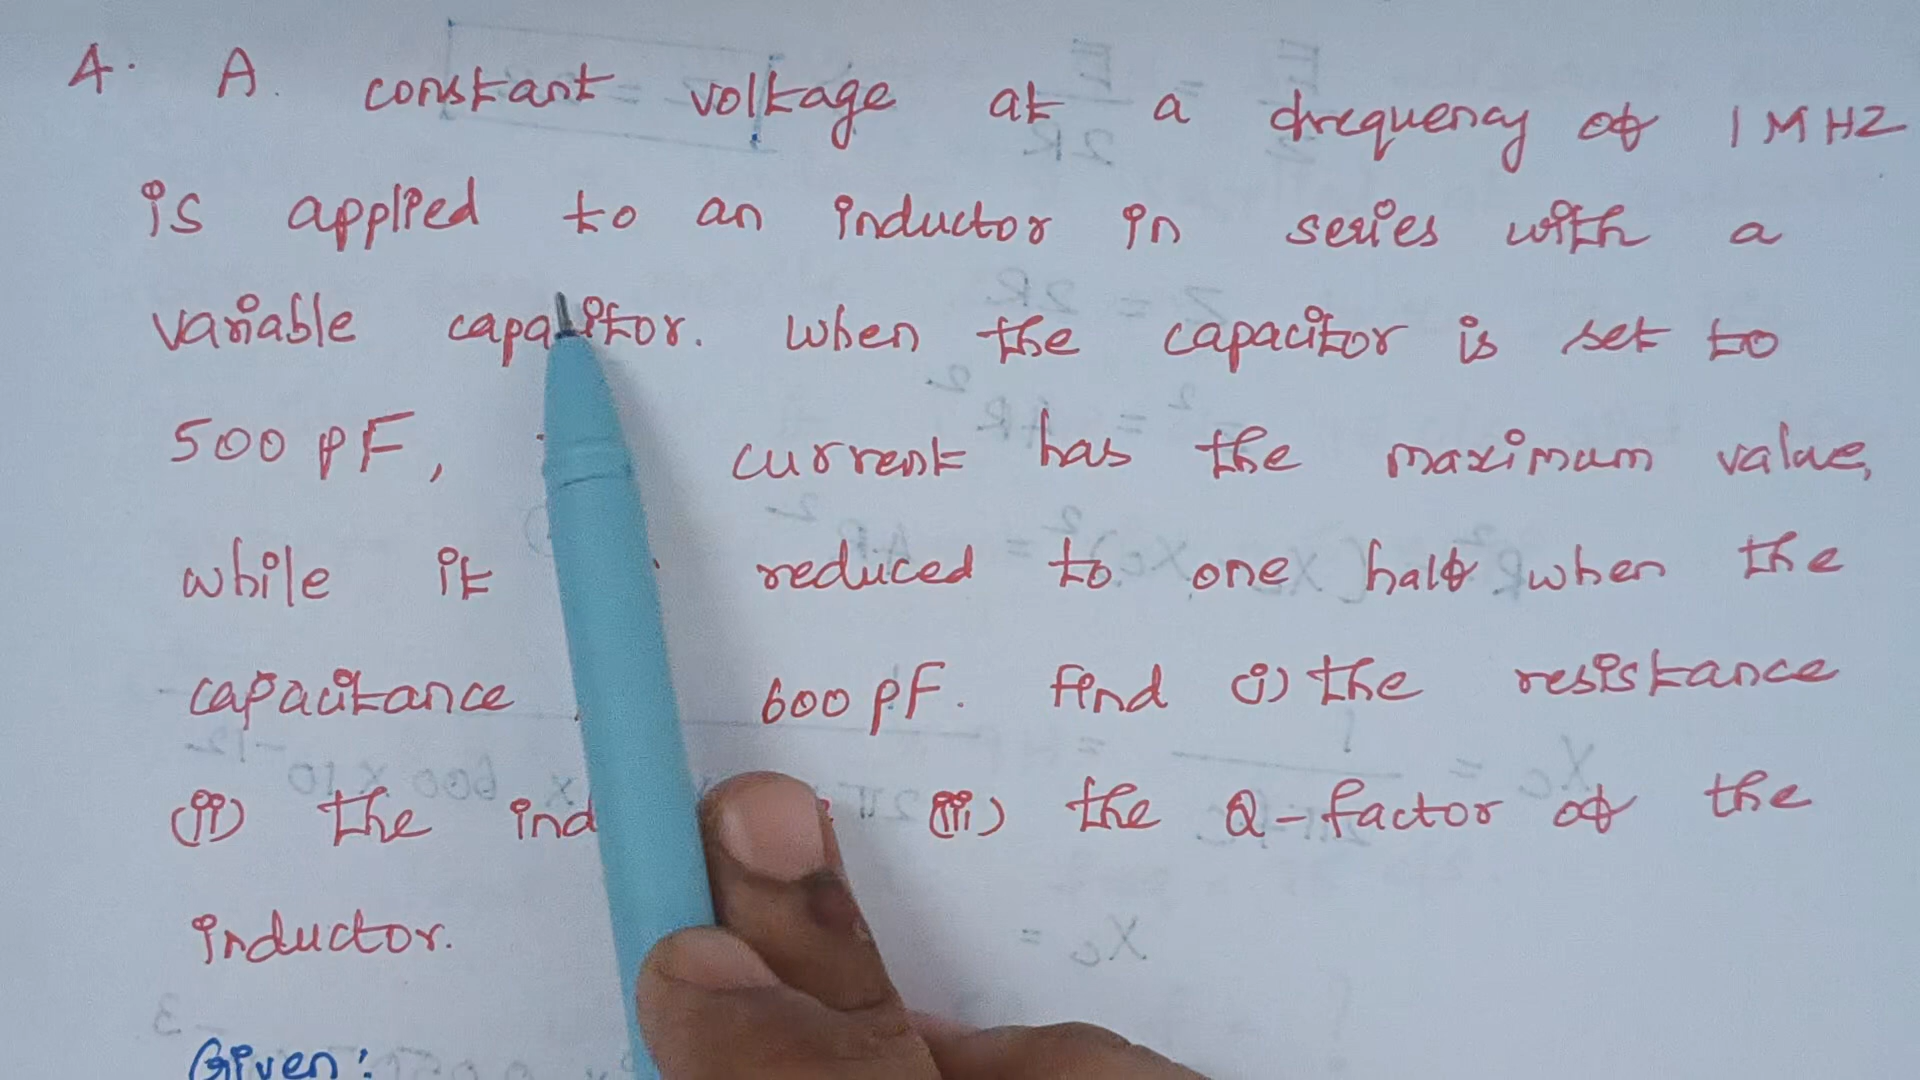 4. A constant voltage at a frequency of 1 MHZ
is applied to an inductor in series with a
variable capacitor. When the capacitor is set to
500 pF, current has the maximum value,
while it reduced to one half when the
capacitance 600 pF. Find (i) the resistance
(ii) the (iii) the Q-factor of the
inductor.
Given: